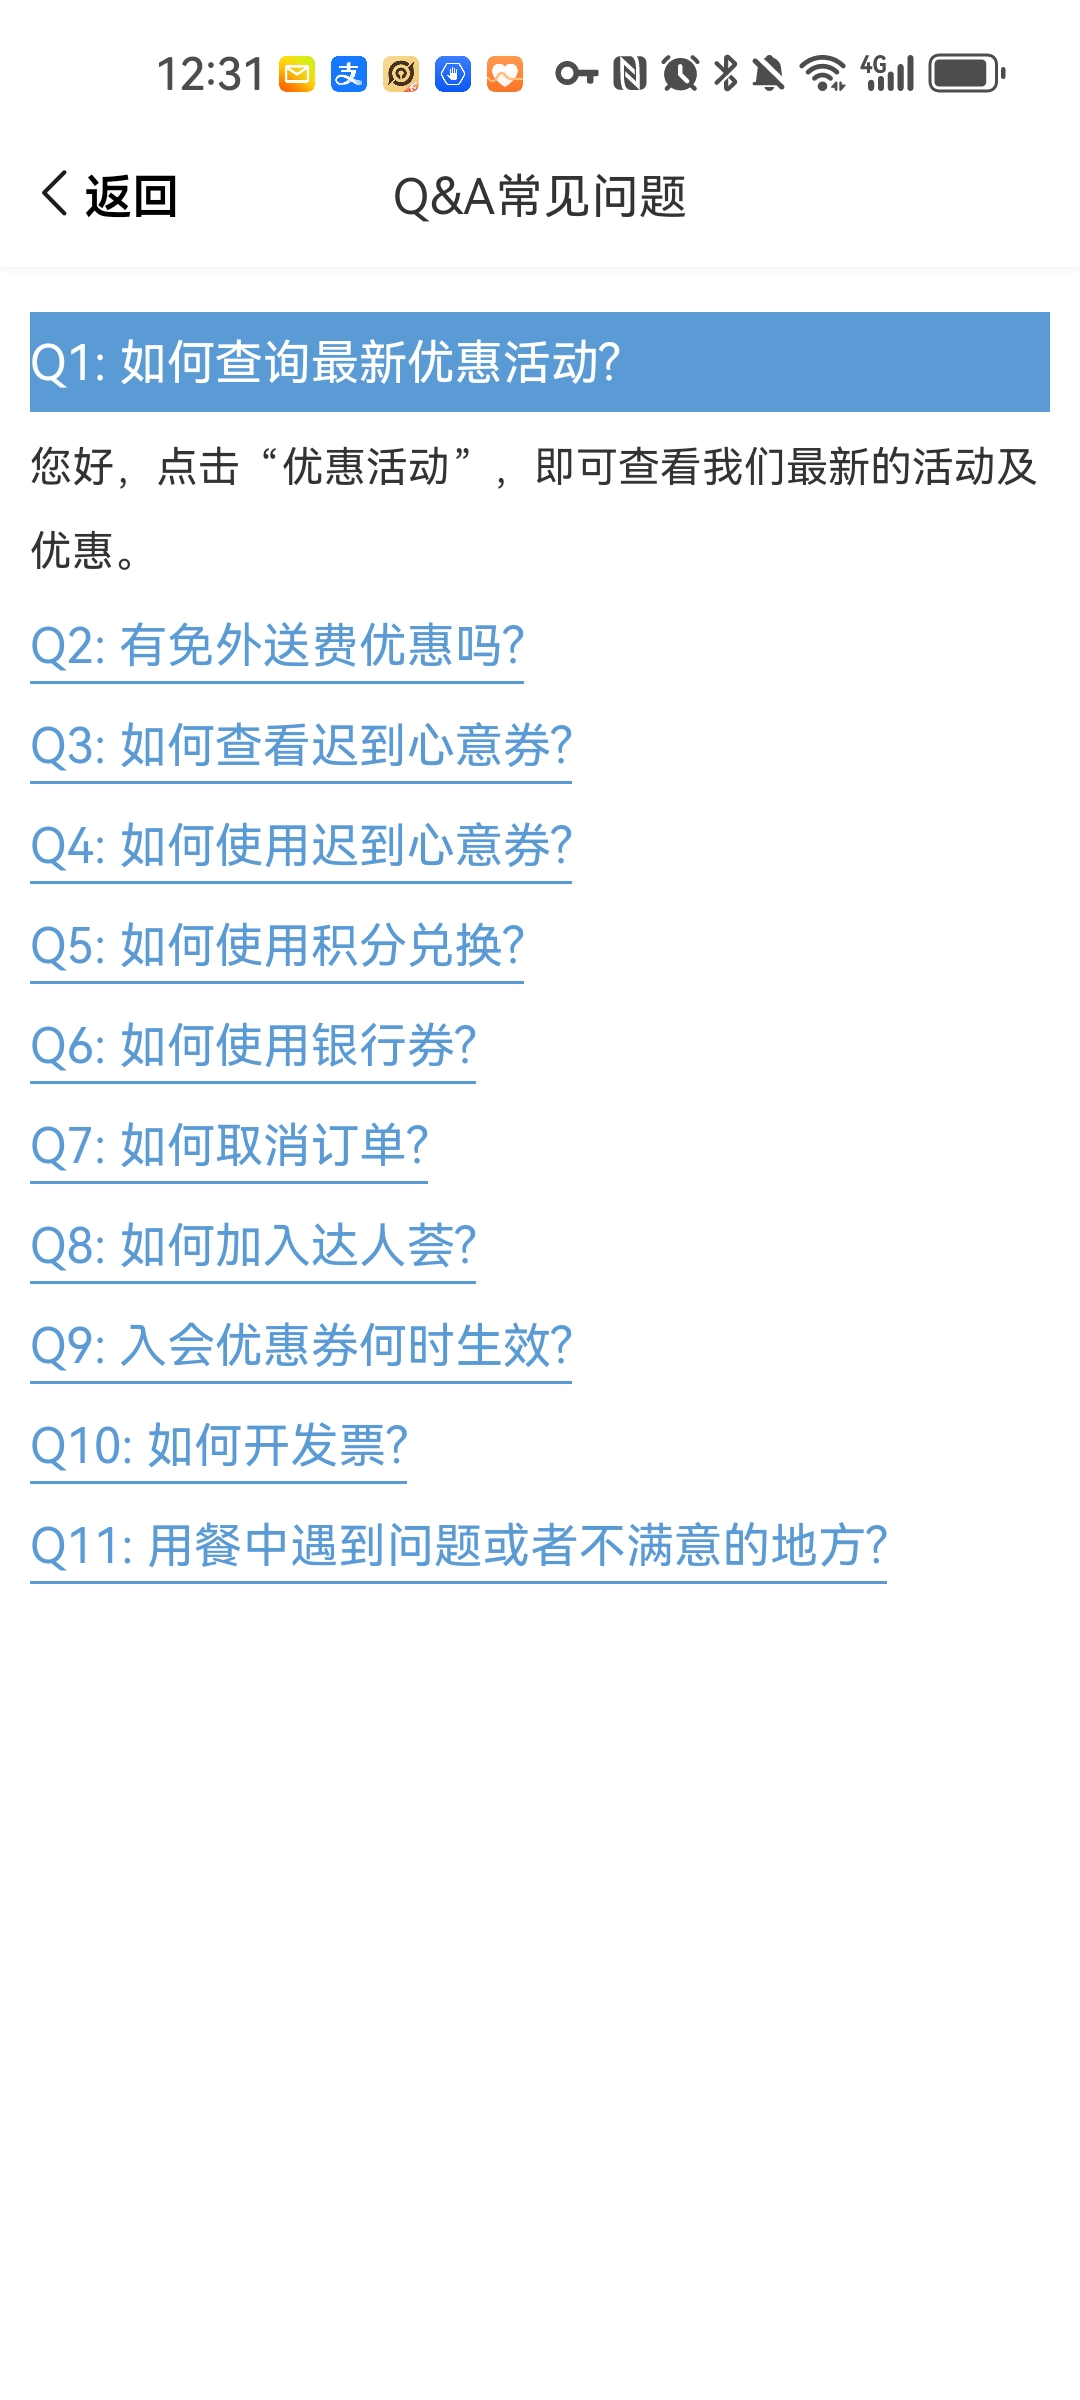 12:31
4G
返回
Q&A常见问题
Q1: 如何查询最新优惠活动?
您好，点击“优惠活动”，即可查看我们最新的活动及
优惠。
Q2: 有免外送费优惠吗?
Q3: 如何查看迟到心意券?
Q4: 如何使用迟到心意券?
Q5: 如何使用积分兑换?
Q6: 如何使用银行券?
Q7: 如何取消订单?
Q8: 如何加入达人荟?
Q9: 入会优惠券何时生效?
Q10: 如何开发票?
Q11: 用餐中遇到问题或者不满意的地方?